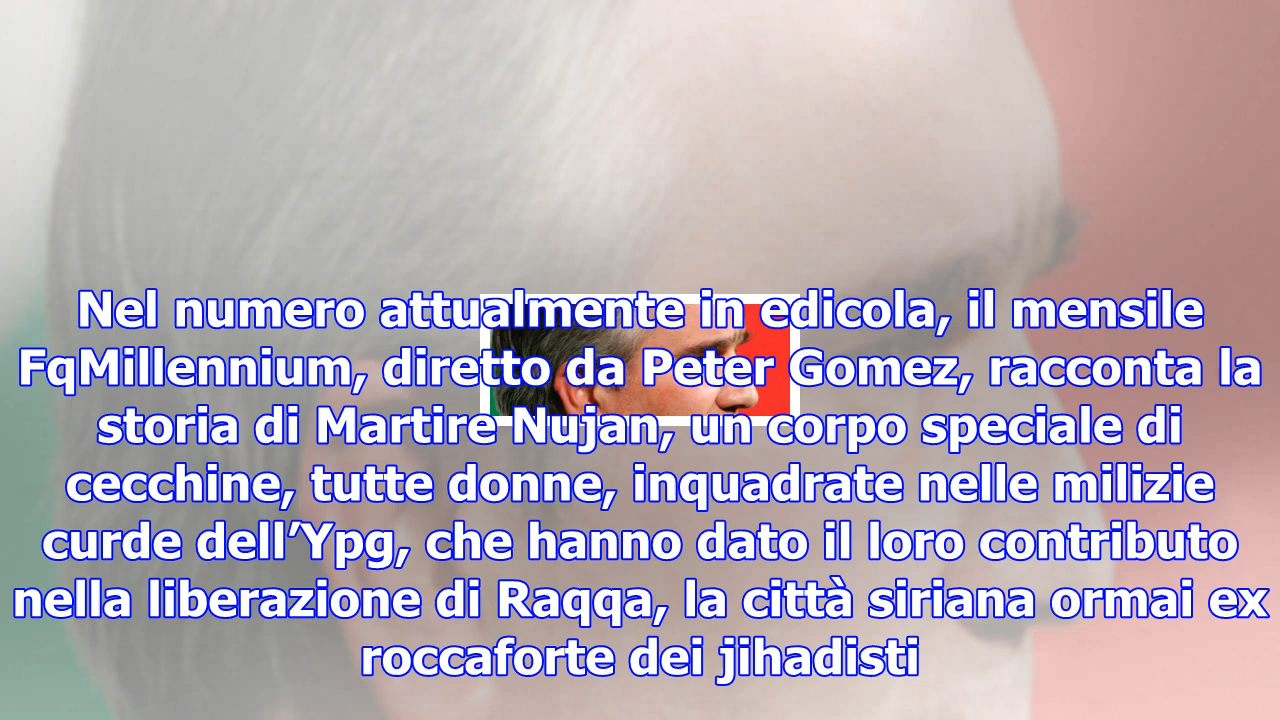 Nel numero attualmente in edicola, il mensile
FqMillennium, diretto da Peter Gomez, racconta la
storia di Martire Nujan, un corpo speciale di
cecchine, tutte donne, inquadrate nelle milizie
curde dell’Ypg, che hanno dato il loro contributo
nella liberazione di Raqqa, la città siriana ormai ex
roccaforte dei jihadisti